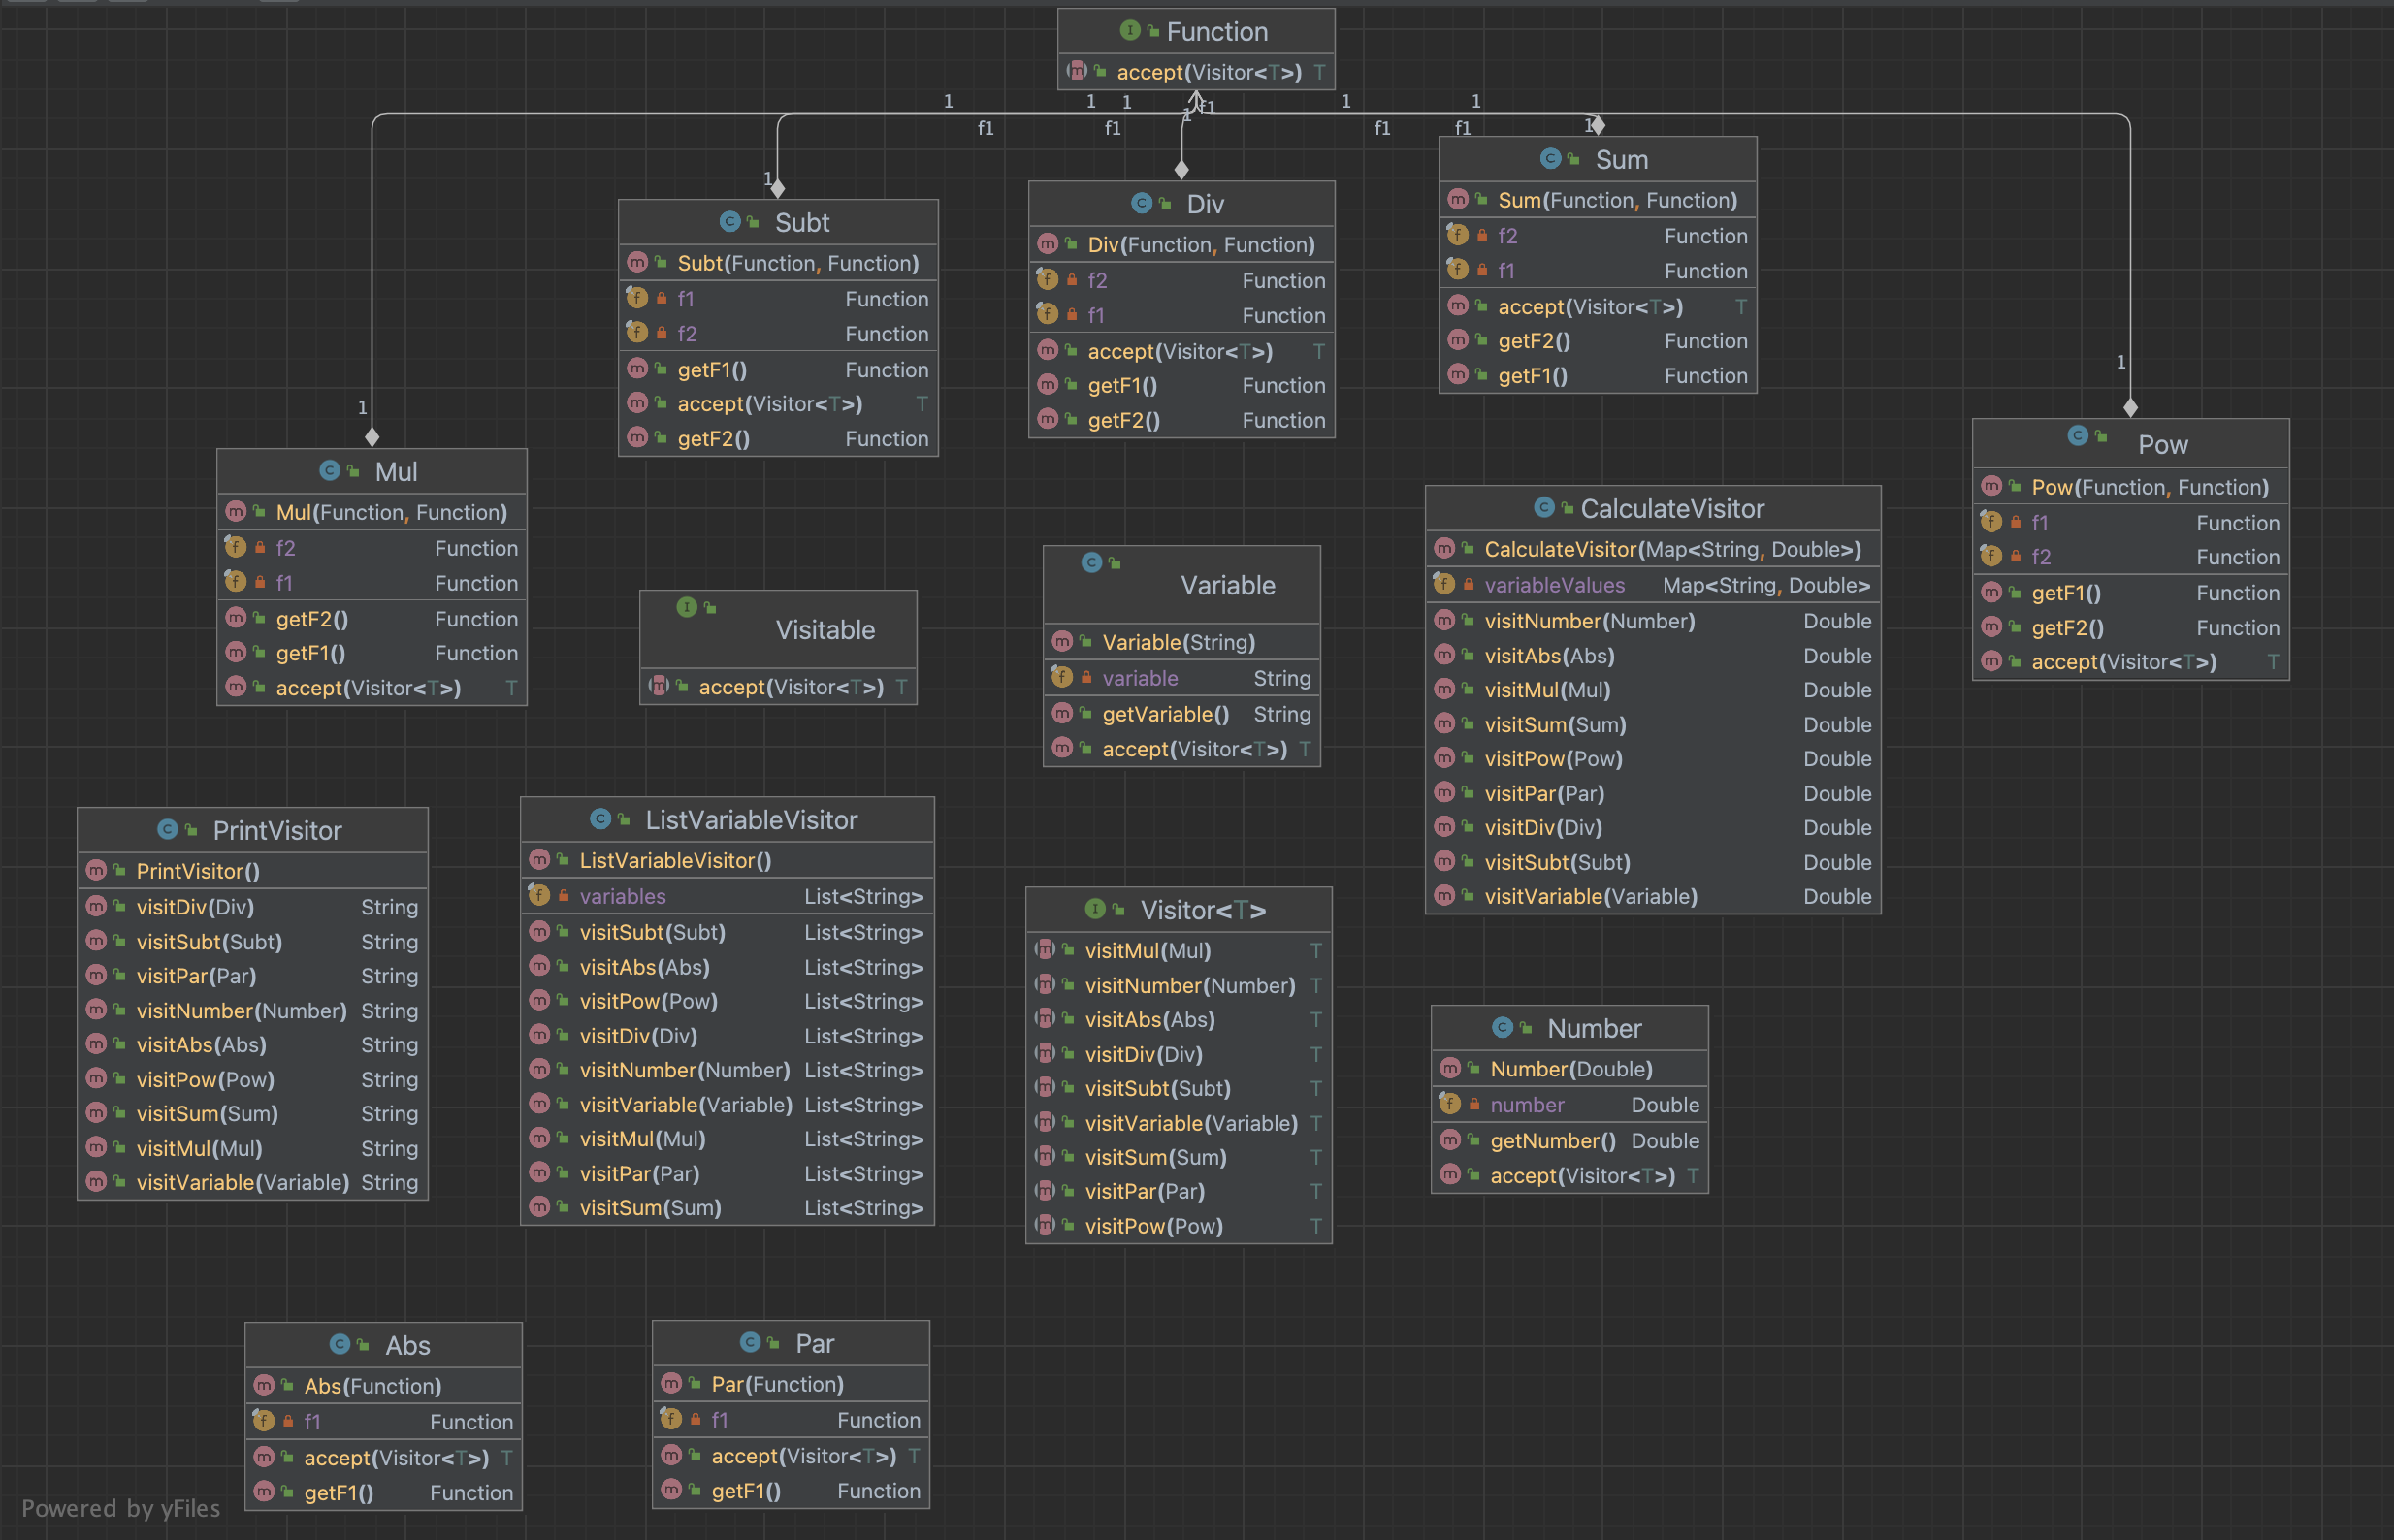 Function
accept(Visitor<T>) T
1 1 1 f1 1 1
1
f1 f1 f1 f1 1
Sum
Sum(Function, Function)
f2 Function
f1 Function
accept(Visitor<T>) T
getF2() Function
getF1() Function
1
Subt
Subt(Function, Function)
f1 Function
f2 Function
getF1() Function
accept(Visitor<T>) T
getF2() Function
Div
Div(Function, Function)
f2 Function
f1 Function
accept(Visitor<T>) T
getF1() Function
getF2() Function
1
Pow
Pow(Function, Function)
f1 Function
f2 Function
getF1() Function
getF2() Function
accept(Visitor<T>) T
1
Mul
Mul(Function, Function)
f2 Function
f1 Function
getF2() Function
getF1() Function
accept(Visitor<T>) T
Visitable
accept(Visitor<T>) T
Variable
Variable(String)
variable String
getVariable() String
accept(Visitor<T>) T
CalculateVisitor
CalculateVisitor(Map<String, Double>)
variableValues Map<String, Double>
visitNumber(Number) Double
visitAbs(Abs) Double
visitMul(Mul) Double
visitSum(Sum) Double
visitPow(Pow) Double
visitPar(Par) Double
visitDiv(Div) Double
visitSubt(Subt) Double
visitVariable(Variable) Double
PrintVisitor
PrintVisitor()
visitDiv(Div) String
visitSubt(Subt) String
visitPar(Par) String
visitNumber(Number) String
visitAbs(Abs) String
visitPow(Pow) String
visitSum(Sum) String
visitMul(Mul) String
visitVariable(Variable) String
ListVariableVisitor
ListVariableVisitor()
variables List<String>
visitSubt(Subt) List<String>
visitAbs(Abs) List<String>
visitPow(Pow) List<String>
visitDiv(Div) List<String>
visitNumber(Number) List<String>
visitVariable(Variable) List<String>
visitMul(Mul) List<String>
visitPar(Par) List<String>
visitSum(Sum) List<String>
Visitor<T>
visitMul(Mul) T
visitNumber(Number) T
visitAbs(Abs) T
visitDiv(Div) T
visitSubt(Subt) T
visitVariable(Variable) T
visitSum(Sum) T
visitPar(Par) T
visitPow(Pow) T
Number
Number(Double)
number Double
getNumber() Double
accept(Visitor<T>) T
Abs
Abs(Function)
f1 Function
accept(Visitor<T>) T
getF1() Function
Par
Par(Function)
f1 Function
accept(Visitor<T>) T
getF1() Function
Powered by yFiles